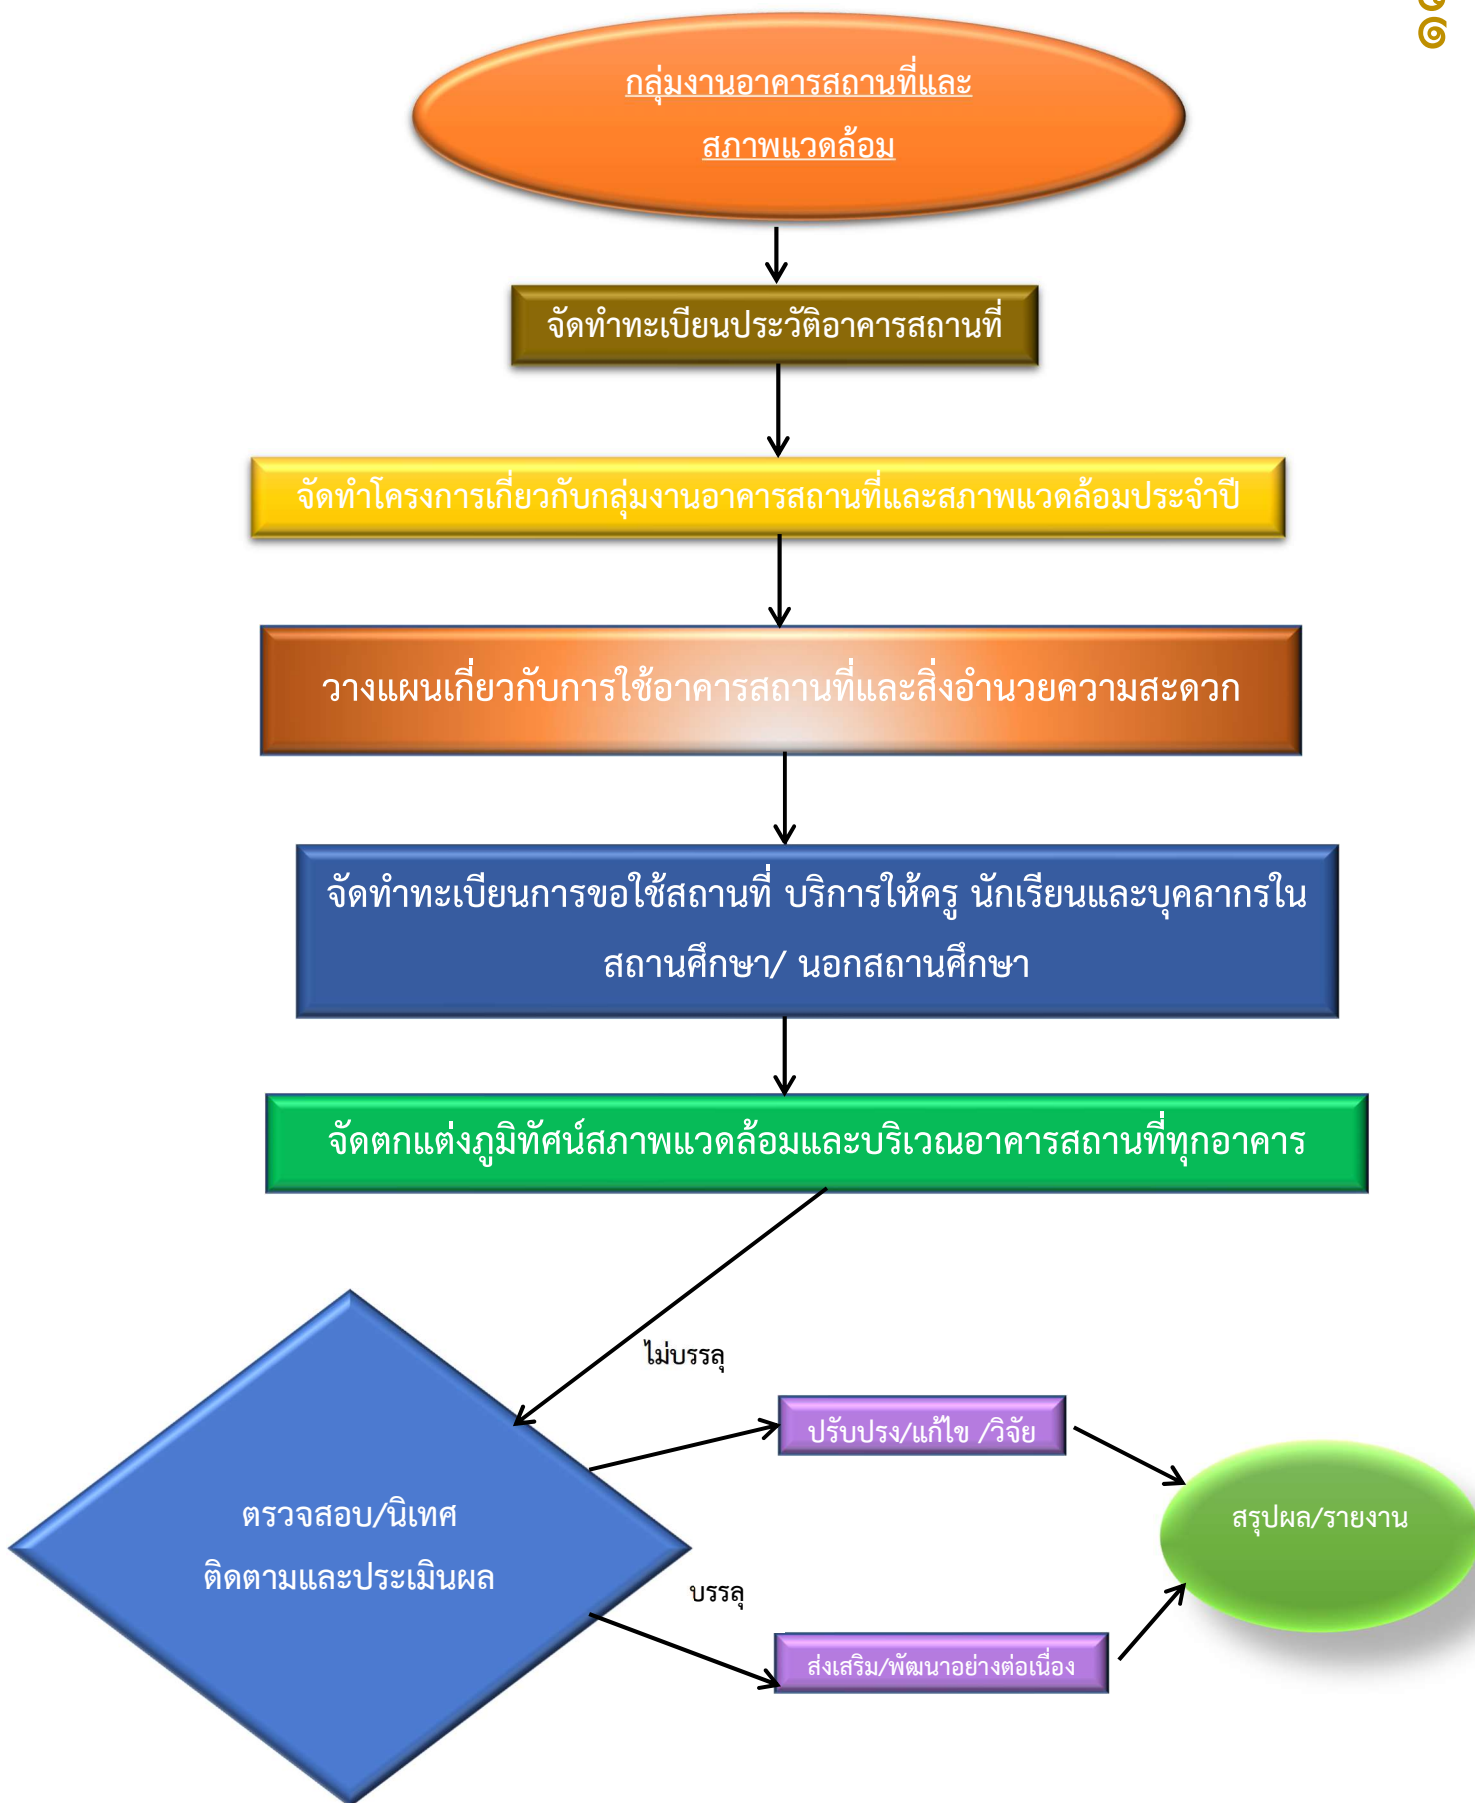 กลุ่มงานอาคารสถานที่และ
สภาพแวดล้อม
จัดทำทะเบียนประวัติอาคารสถานที่
จัดทำโครงการเกี่ยวกับกลุ่มงานอาคารสถานที่และสภาพแวดล้อมประจำปี
วางแผนเกี่ยวกับการใช้อาคารสถานที่และสิ่งอำนวยความสะดวก
จัดทำทะเบียนการขอใช้สถานที่ บริการให้ครู นักเรียนและบุคลากรใน
สถานศึกษา/ นอกสถานศึกษา
จัดตกแต่งภูมิทัศน์สภาพแวดล้อมและบริเวณอาคารสถานที่ทุกอาคาร
ไม่บรรลุ
ปรับปรง/แก้ไข /วิจัย
ตรวจสอบ/นิเทศ
ติดตามและประเมินผล
สรุปผล/รายงาน
บรรลุ
ส่งเสริม/พัฒนาอย่างต่อเนื่อง